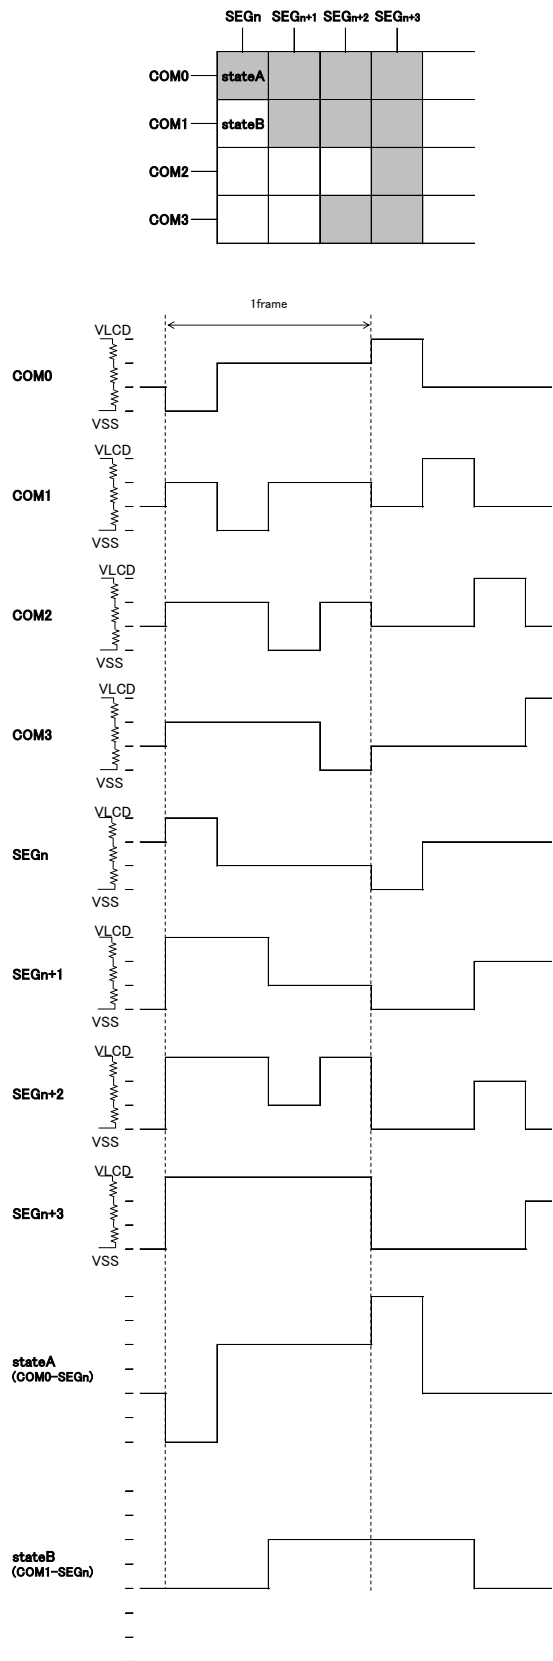 SEGn SEGn+1 SEGn+2 SEGn+3
COM0 stateA
COM1 stateB
COM2
COM3
1frame
VLCD
COM0
VSS
VLCD
COM1
VSS
VLCD
COM2
VSS
VLCD
COM3
VSS
VLCD
SEGn
VSS
VLCD
SEGn+1
VSS
VLCD
SEGn+2
VSS
VLCD
SEGn+3
VSS
stateA
(COM0-SEGn)
stateB
(COM1-SEGn)